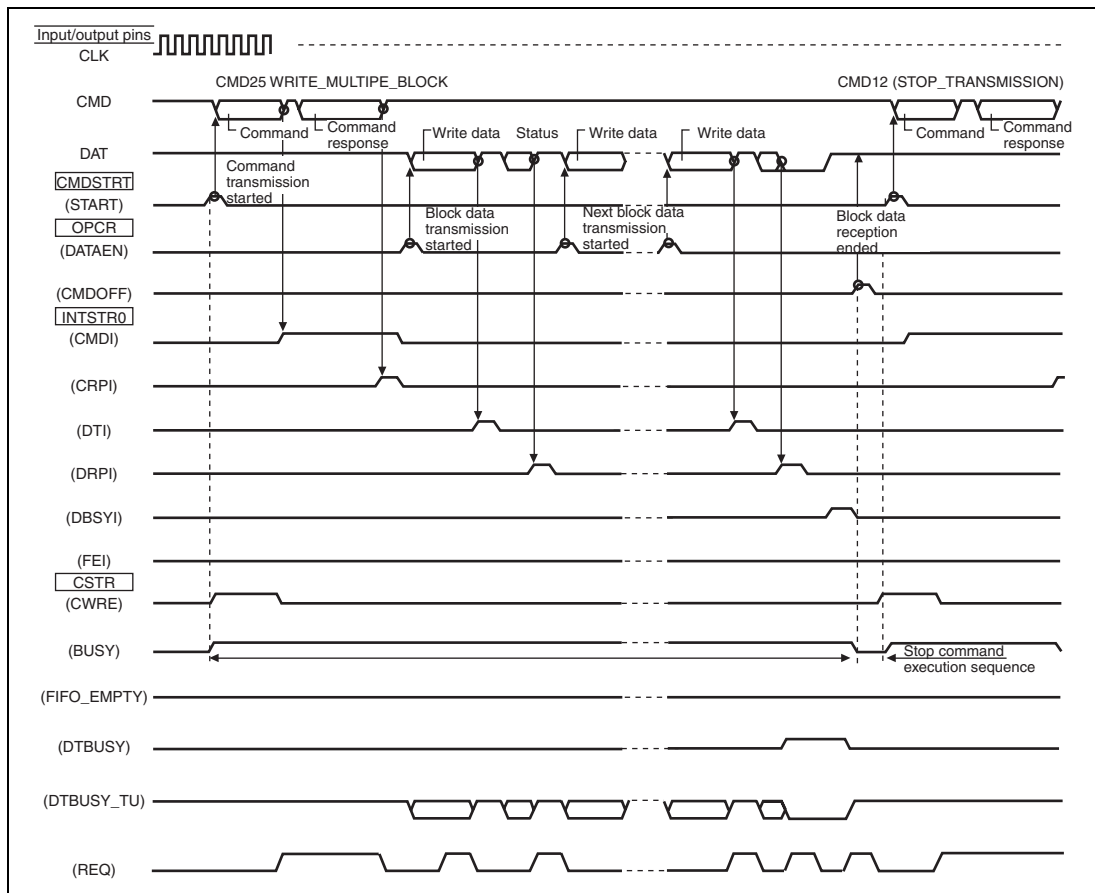 Input/output pins
CLK
CMD25 WRITE_MULTIPE_BLOCK
CMD12 (STOP_TRANSMISSION)
CMD
Command
Command
response
Command
Command
response
DAT
Write data
Status
Write data
Write data
Command
transmission
started
CMDSTRT
(START)
Block data
transmission
started
Next block data
transmission
started
Block data
reception
ended
OPCR
(DATAEN)
(CMDOFF)
INTSTR0
(CMDI)
(CRPI)
(DTI)
(DRPI)
(DBSYI)
(FEI)
CSTR
(CWRE)
(BUSY)
Stop command
execution sequence
(FIFO_EMPTY)
(DTBUSY)
(DTBUSY_TU)
(REQ)